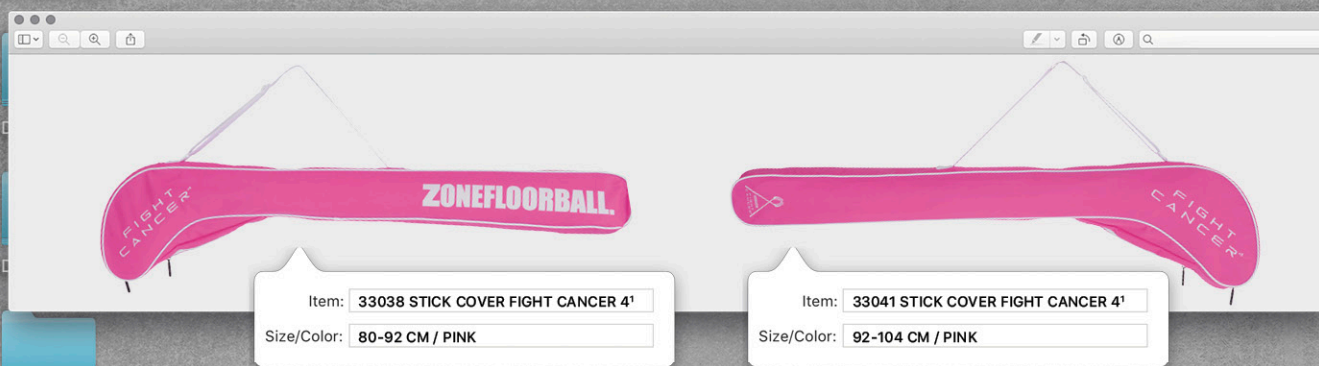 FIGHT
CANCER
ZONEFLOORBALL.
FIGHT
CANCER
Item: 33038 STICK COVER FIGHT CANCER 4¹
Size/Color: 80-92 CM / PINK
Item: 33041 STICK COVER FIGHT CANCER 4¹
Size/Color: 92-104 CM / PINK